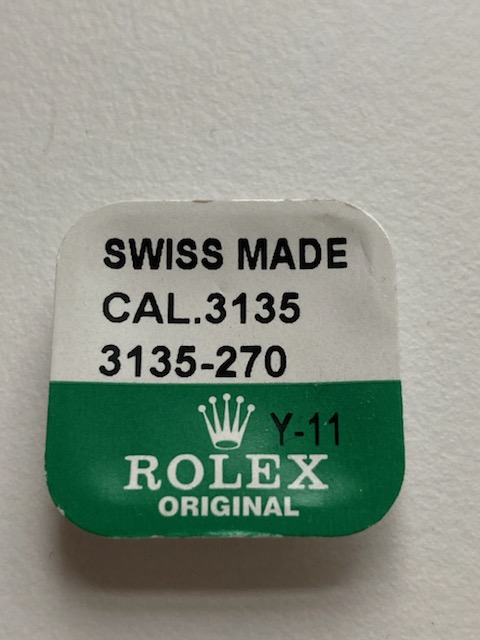 SWISS MADE
CAL.3135
3135-270
Y-11
ROLEX
ORIGINAL